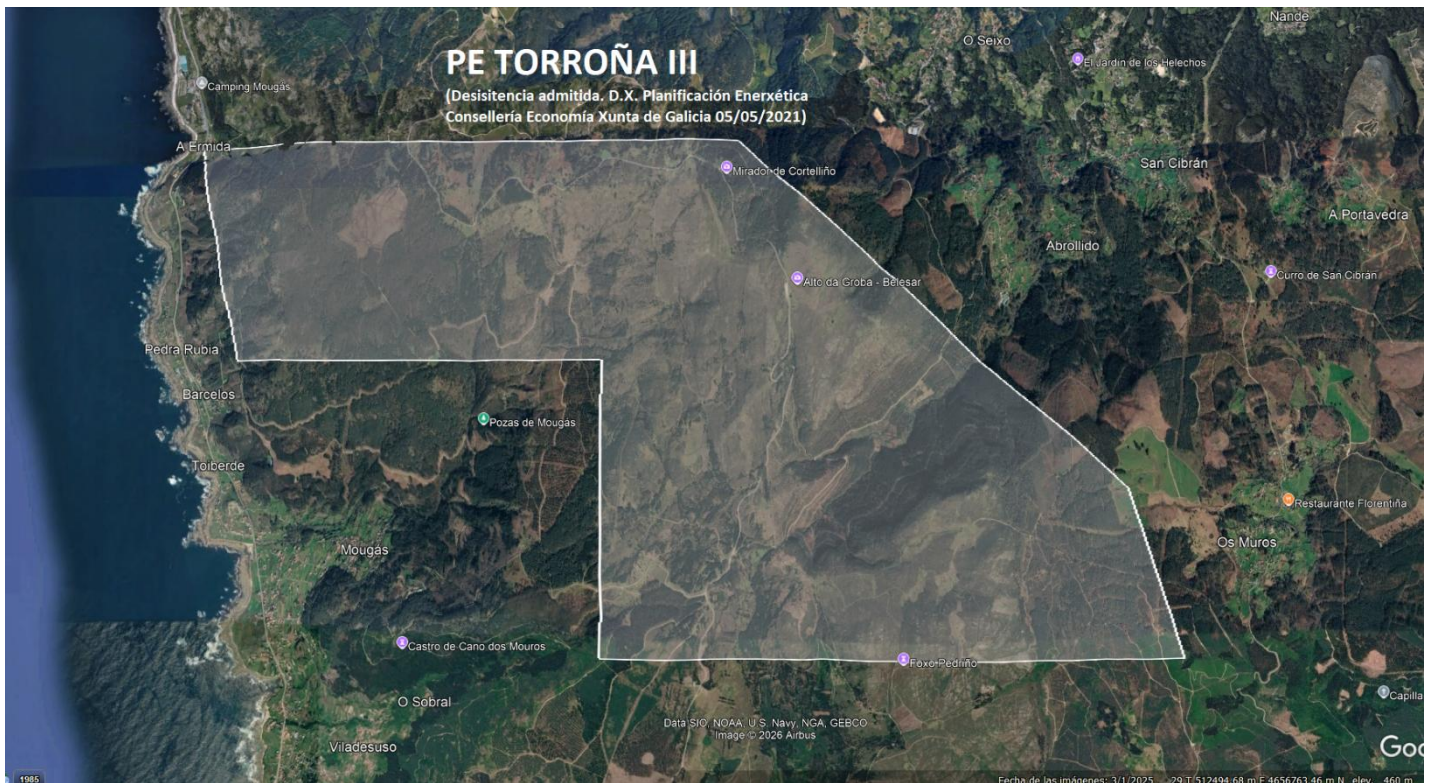 Nande
O Seixo
PE TORROÑA III
El Jardin de los Helechos
(Desisitencia admitida. D.X. Planificación Enerxética
Consellería Economía Xunta de Galicia 05/05/2021)
Camping Mougás
A Ermida
San Cibrán
Mirador de Cortelliño
A Portavedra
Abrollido
Curro de San Cibrán
Alto da Groba - Belesar
Pedra Rubia
Barcelos
Pozas de Mougás
Toiberde
Restaurante Florentiña
Os Muros
Mougás
Castro de Cano dos Mouros
Foxo Pedriño
Capilla
O Sobral
Data SIO, NOAA, U.S. Navy, NGA, GEBCO
Image © 2026 Airbus
Viladesuso
Goo
1985
Fecha de las imágenes: 3/1/2025 29 T 512494.68 m E 4656763.46 m N elev. 460 m